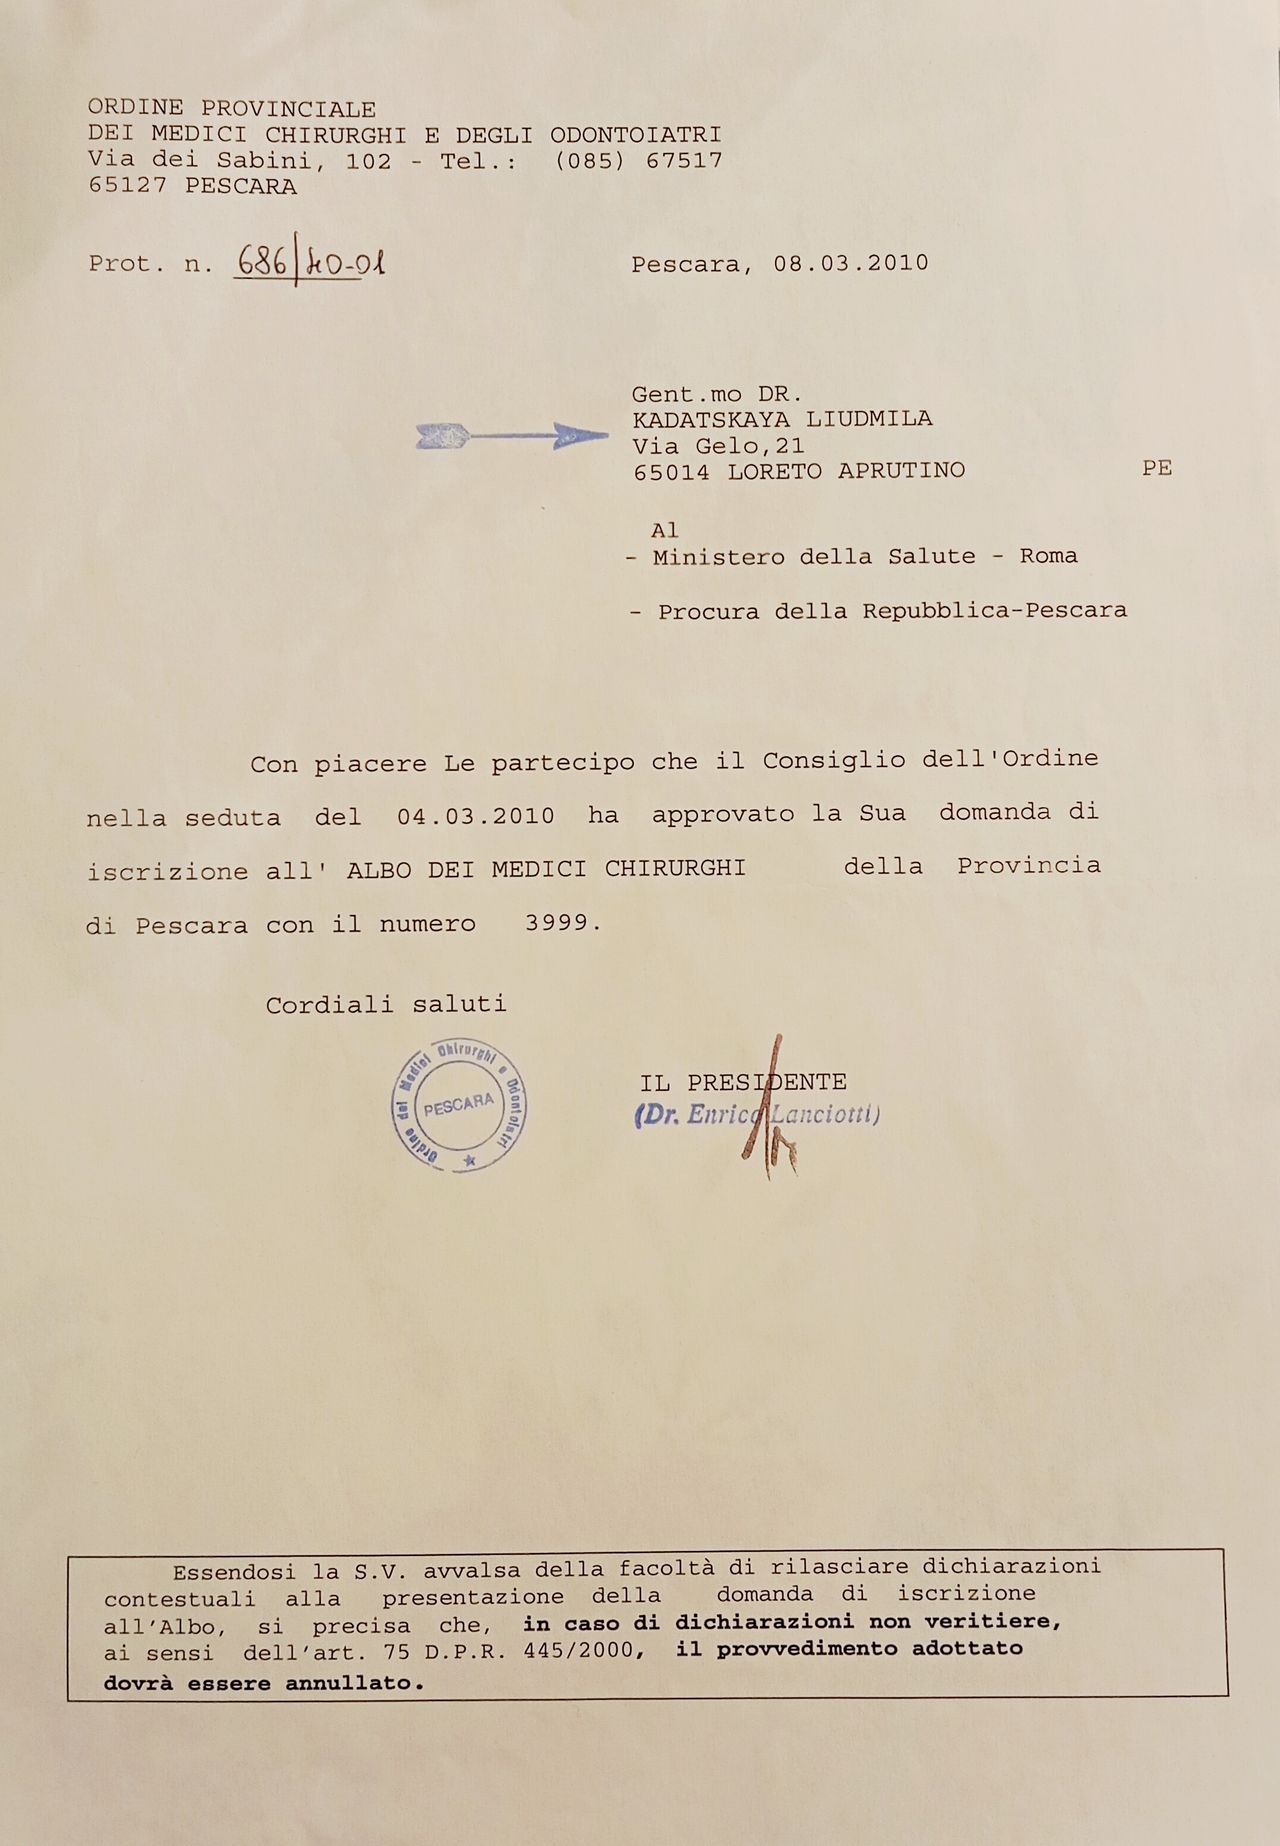 ORDINE PROVINCIALE
DEI MEDICI CHIRURGHI E DEGLI ODONTOIATRI
Via dei Sabini, 102 - Tel.: (085) 67517
65127 PESCARA
Prot. n. 686/40-01 Pescara, 08.03.2010
Gent.mo DR.
KADATSKAYA LIUDMILA
Via Gelo,21
65014 LORETO APRUTINO PE
Al
- Ministero della Salute - Roma
- Procura della Repubblica-Pescara
Con piacere Le partecipo che il Consiglio dell'Ordine
nella seduta del 04.03.2010 ha approvato la Sua domanda di
iscrizione all' ALBO DEI MEDICI CHIRURGHI della Provincia
di Pescara con il numero 3999.
Cordiali saluti
Ordine dei Medici Chirurghi e Odontoiatri
PESCARA
IL PRESIDENTE
(Dr. Enrico Lanciotti)
Essendosi la S.V. avvalsa della facoltà di rilasciare dichiarazioni
contestuali alla presentazione della domanda di iscrizione
all'Albo, si precisa che, in caso di dichiarazioni non veritiere,
ai sensi dell'art. 75 D.P.R. 445/2000, il provvedimento adottato
dovrà essere annullato.